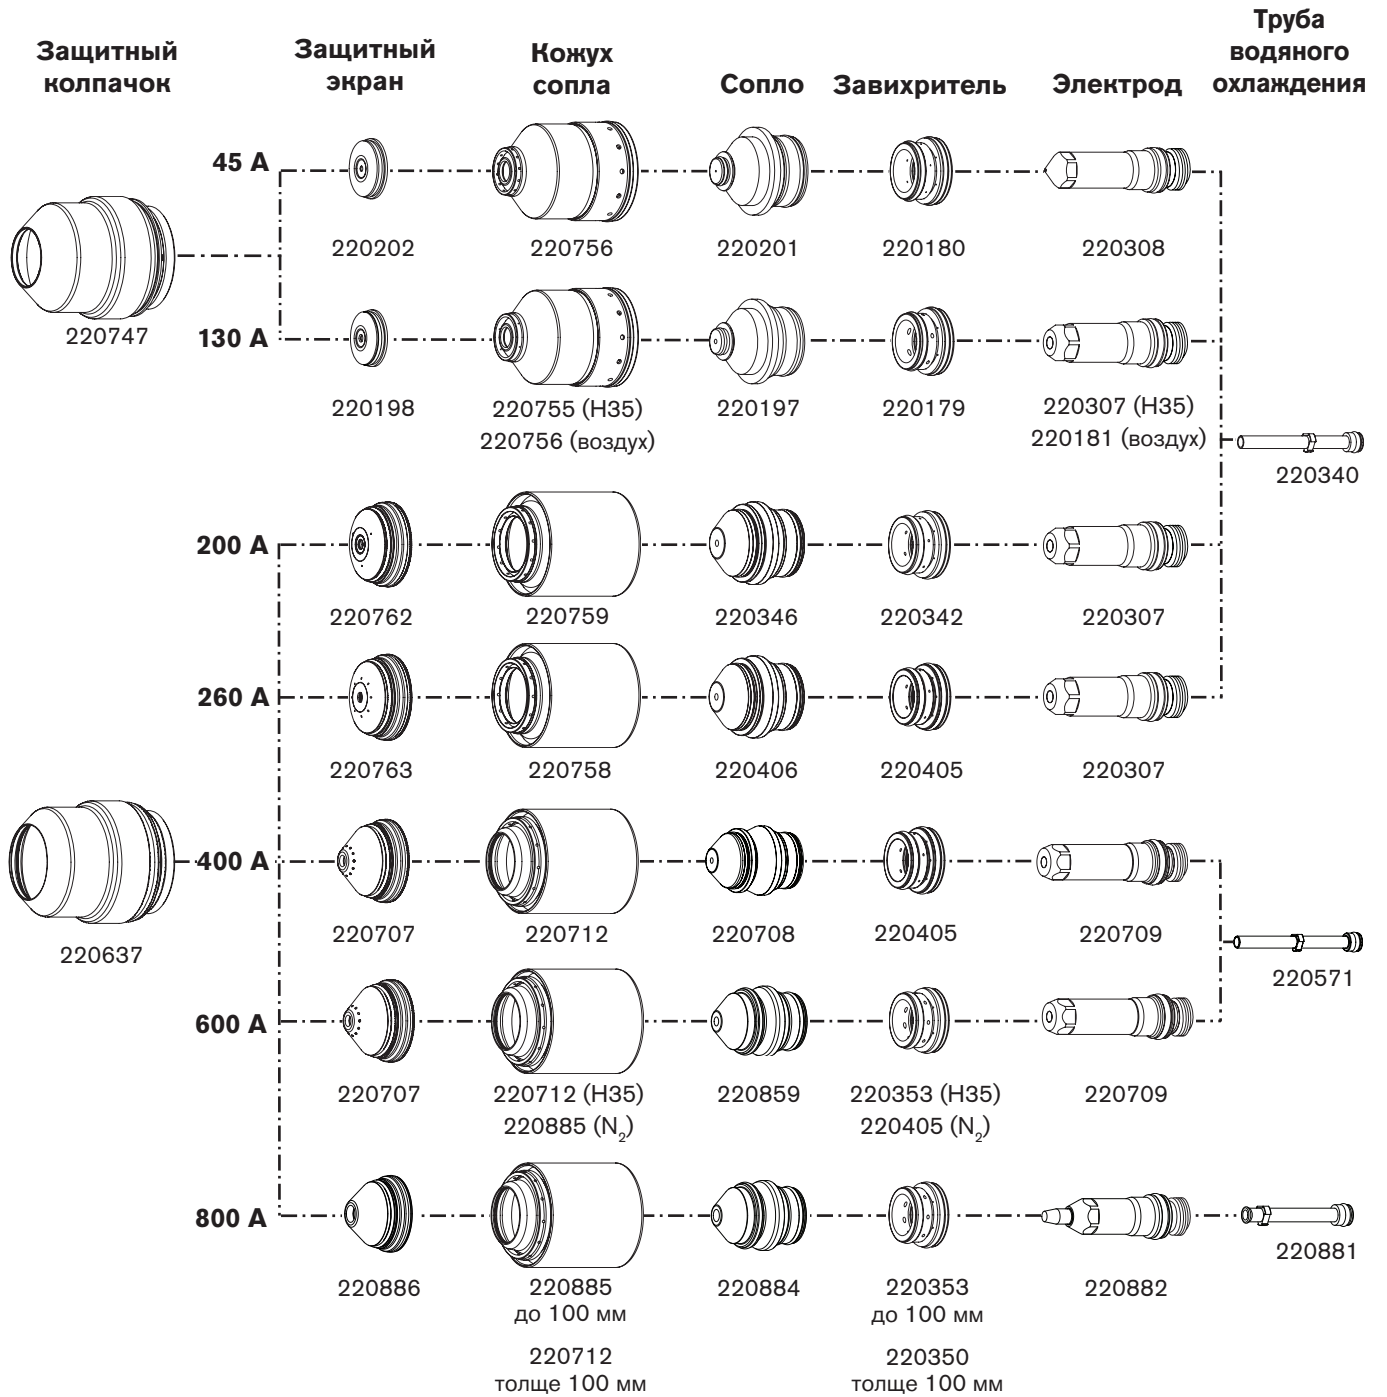 Защитный
колпачок
Защитный
экран
Кожух
сопла
Сопло
Завихритель
Электрод
Труба
водяного
охлаждения
45 А
220202 220756 220201 220180 220308
220747
130 А
220198 220755 (H35) 220197 220179 220307 (H35)
220756 (воздух) 220181 (воздух)
220340
200 А
220762 220759 220346 220342 220307
260 А
220763 220758 220406 220405 220307
400 А
220707 220712 220708 220405 220709
220637
220571
600 А
220707 220712 (H35) 220859 220353 (H35) 220709
220885 (N₂) 220405 (N₂)
800 А
220881
220886 220885 220884 220353 220882
до 100 мм до 100 мм
220712 220350
толще 100 мм толще 100 мм